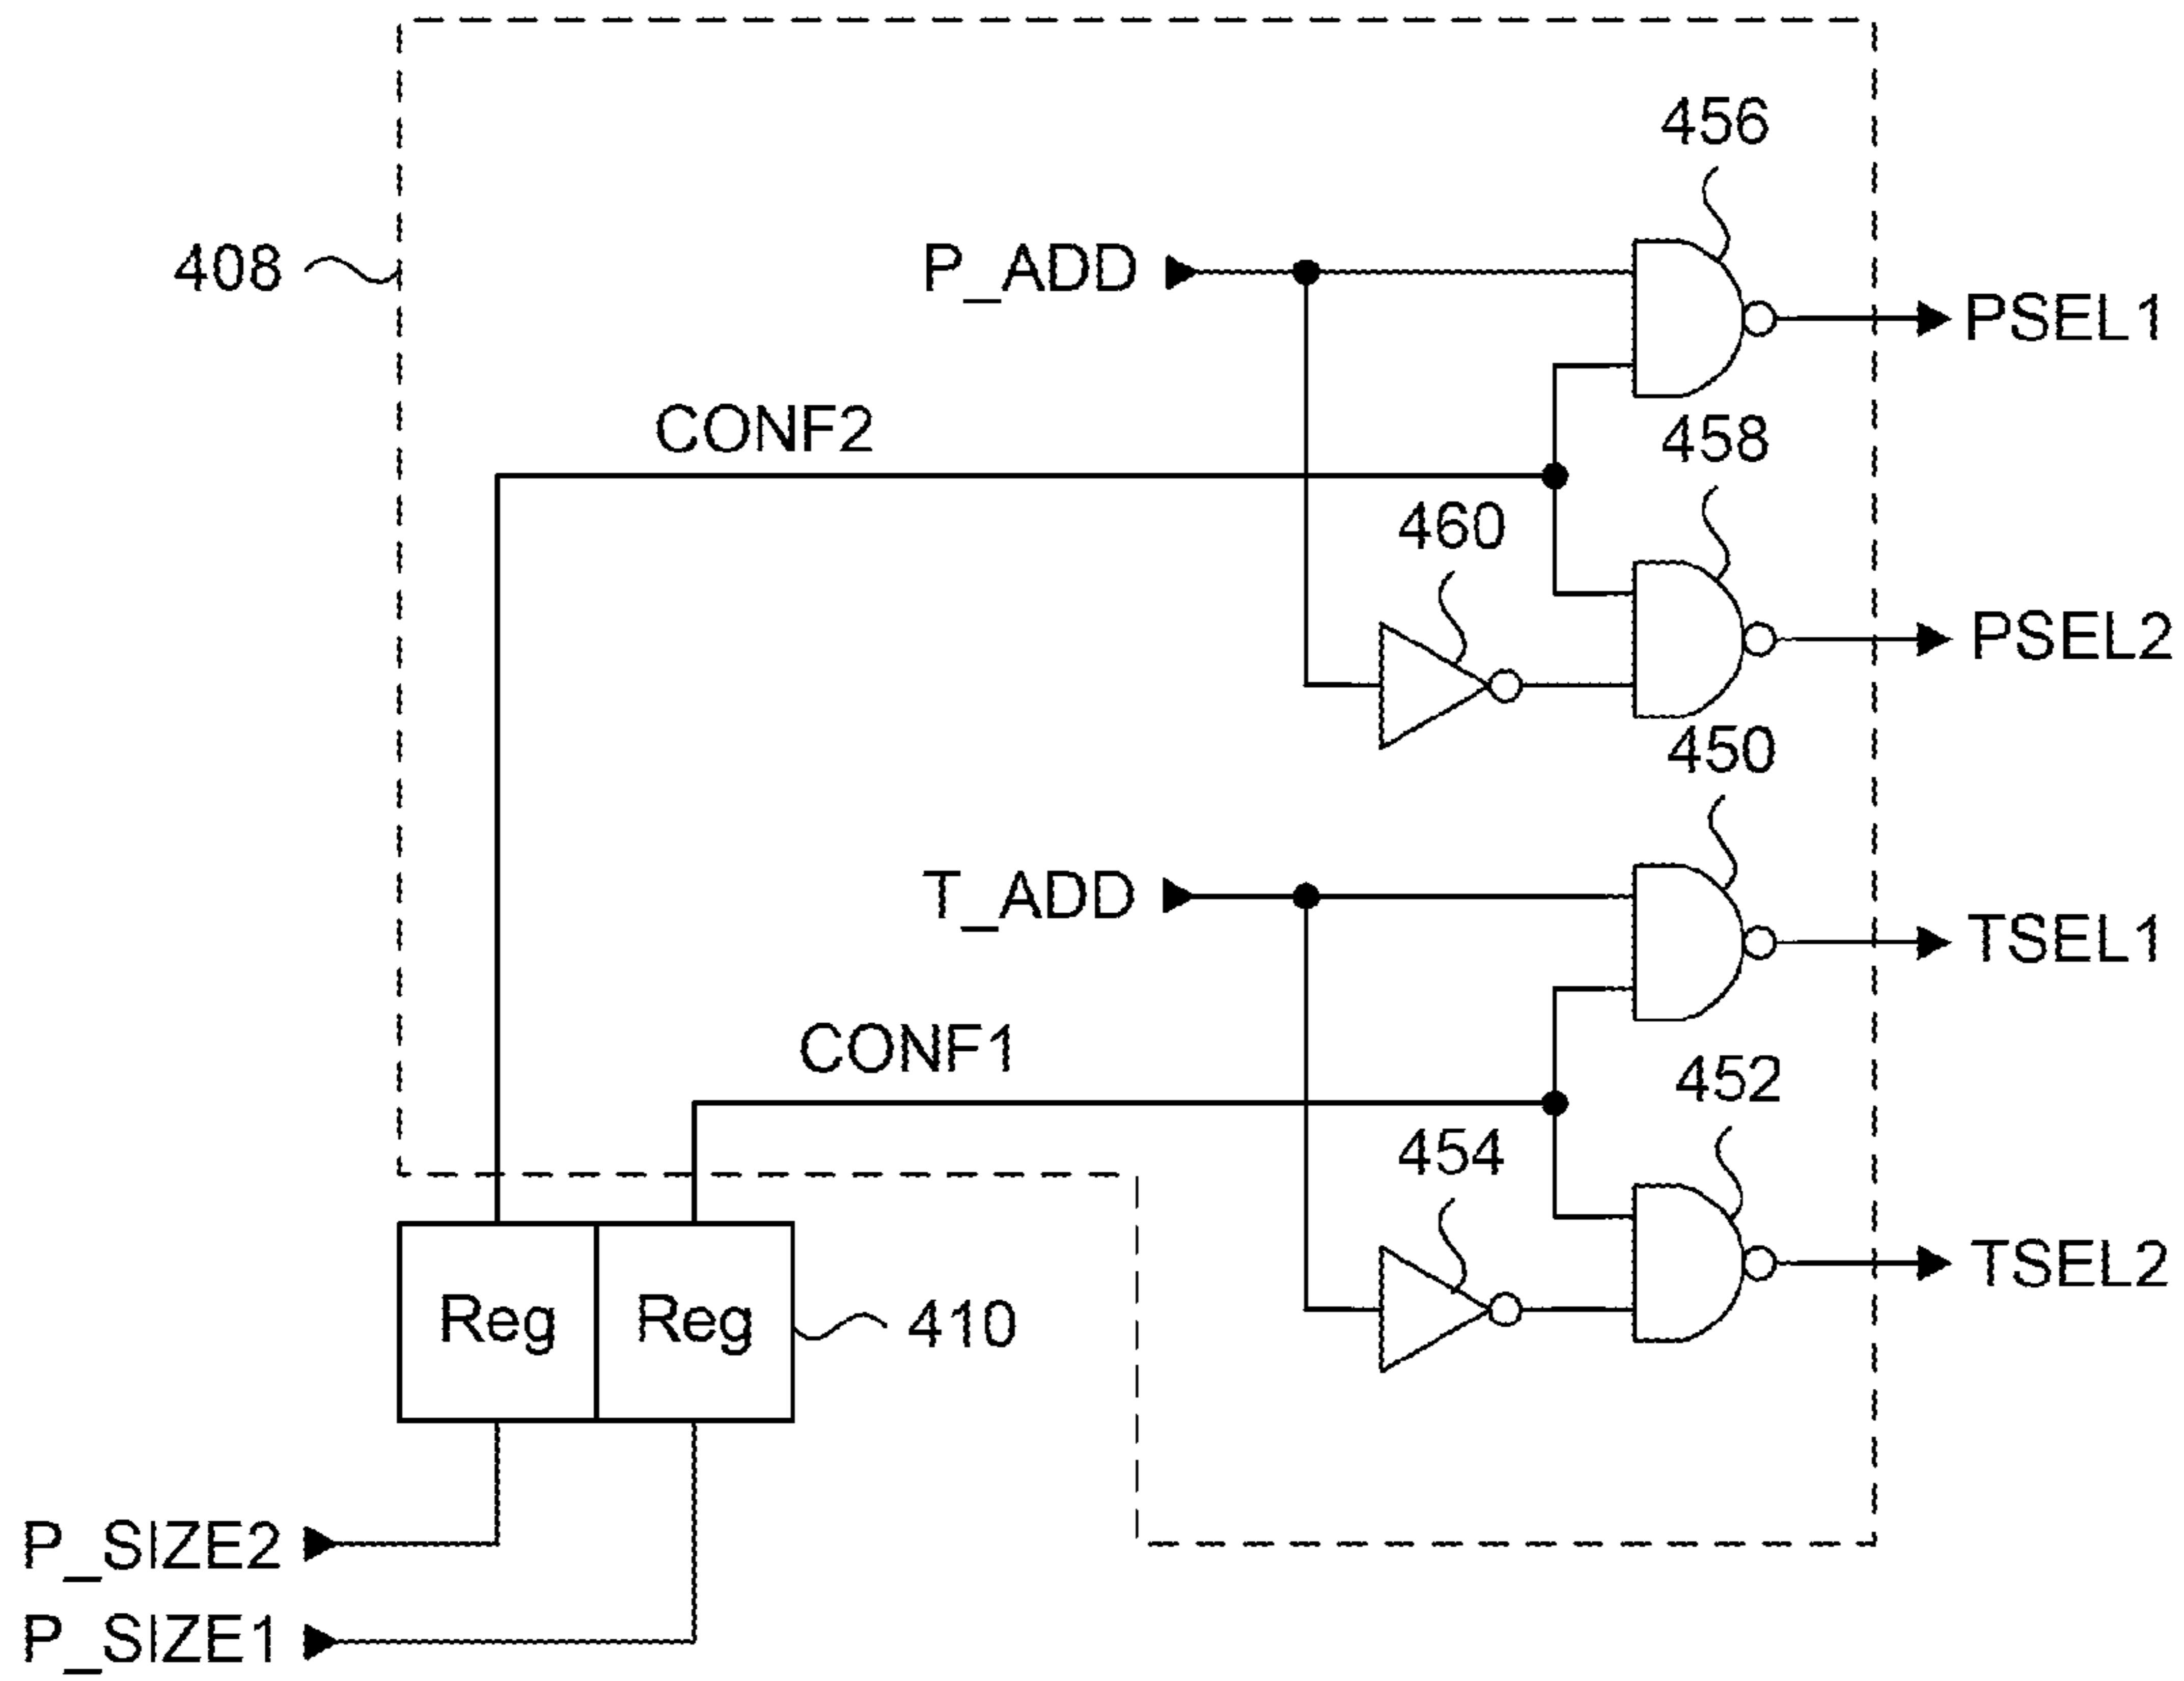 456
408
P_ADD
PSEL1
CONF2
458
460
PSEL2
450
T_ADD
TSEL1
CONF1
452
454
TSEL2
Reg
Reg
410
P_SIZE2
P_SIZE1